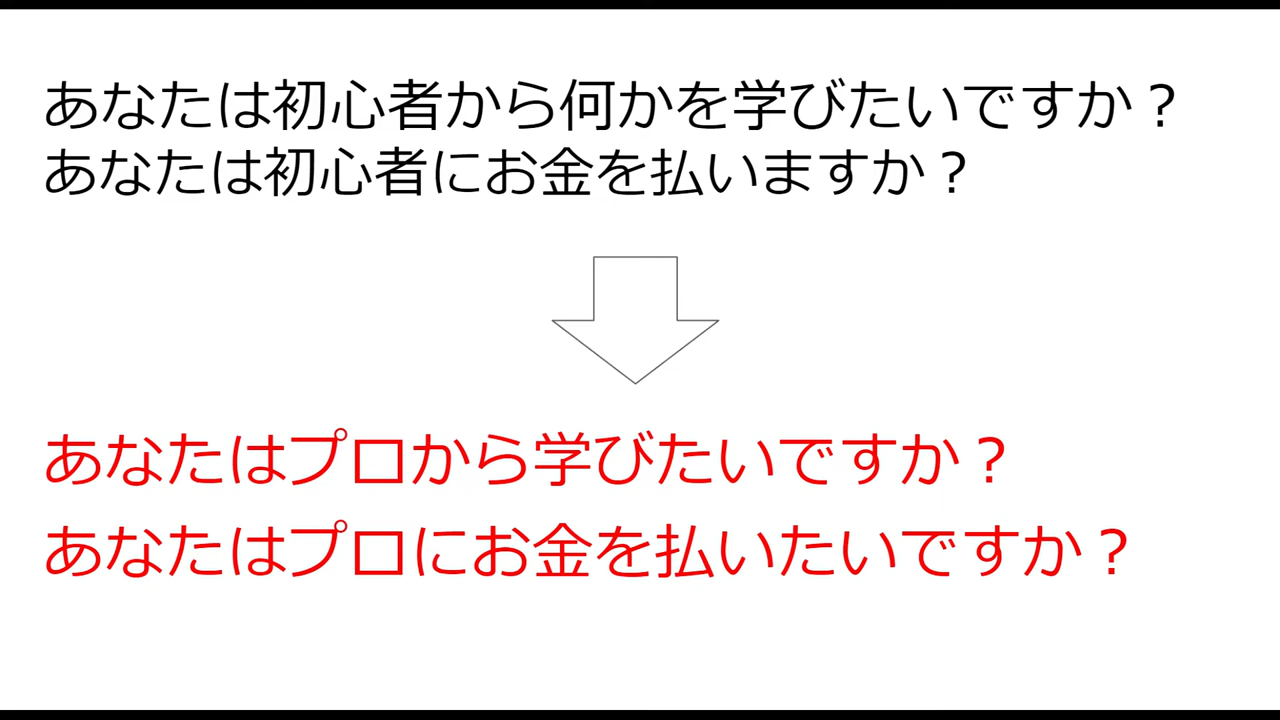 あなたは初心者から何かを学びたいですか？
あなたは初心者にお金を払いますか？
あなたはプロから学びたいですか？
あなたはプロにお金を払いたいですか？